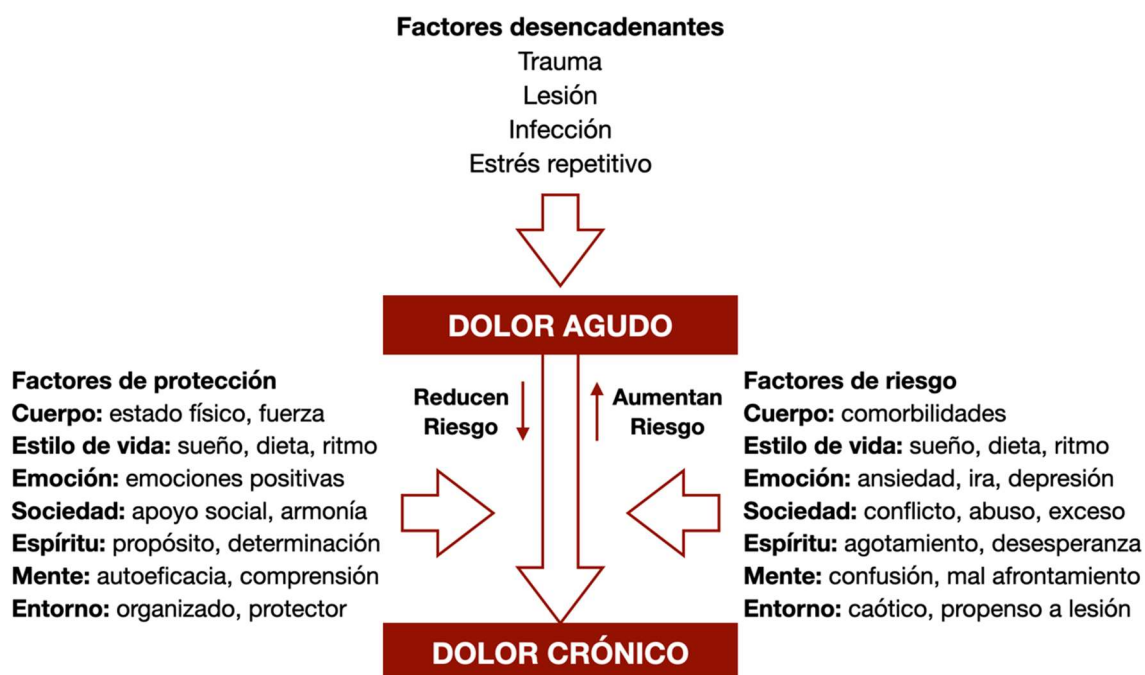 Factores desencadenantes
Trauma
Lesión
Infección
Estrés repetitivo
DOLOR AGUDO
Factores de protección
Cuerpo: estado físico, fuerza
Estilo de vida: sueño, dieta, ritmo
Emoción: emociones positivas
Sociedad: apoyo social, armonía
Espíritu: propósito, determinación
Mente: autoeficacia, comprensión
Entorno: organizado, protector
Reducen
Riesgo
Aumentan
Riesgo
Factores de riesgo
Cuerpo: comorbilidades
Estilo de vida: sueño, dieta, ritmo
Emoción: ansiedad, ira, depresión
Sociedad: conflicto, abuso, exceso
Espíritu: agotamiento, desesperanza
Mente: confusión, mal afrontamiento
Entorno: caótico, propenso a lesión
DOLOR CRÓNICO